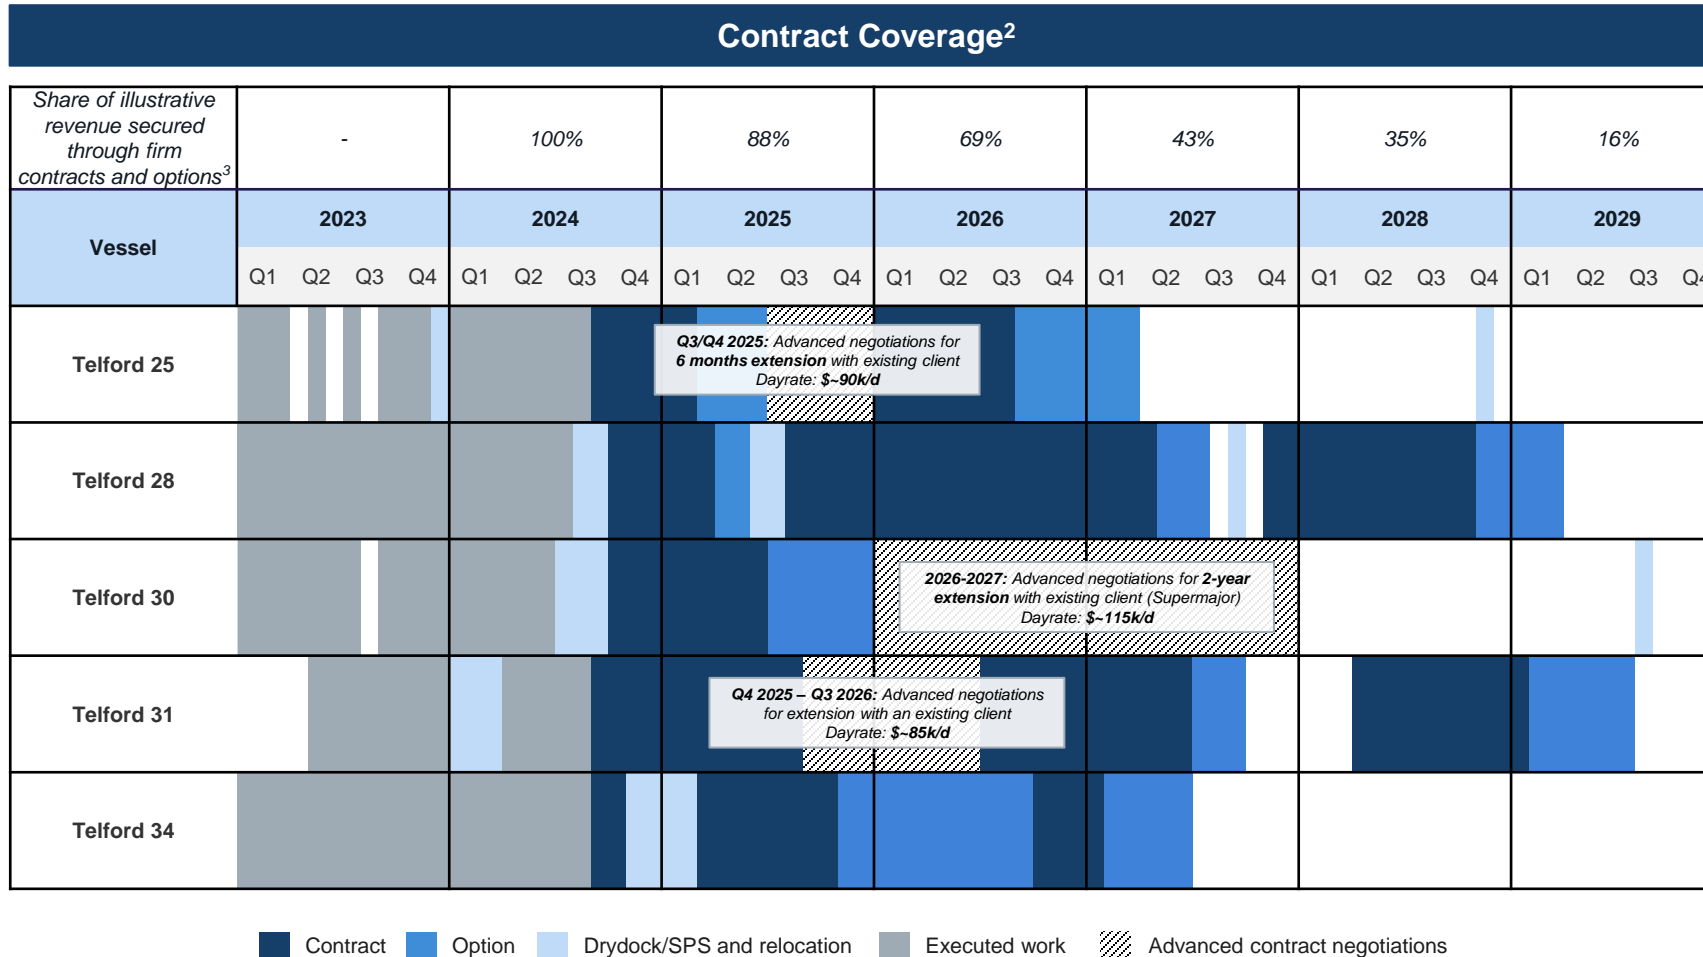 Contract Coverage2
Share of illustrative
revenue secured
through firm
contracts and options3
- 100% 88% 69% 43% 35% 16%
Vessel
2023 2024 2025 2026 2027 2028 2029
Q1 Q2 Q3 Q4 Q1 Q2 Q3 Q4 Q1 Q2 Q3 Q4 Q1 Q2 Q3 Q4 Q1 Q2 Q3 Q4 Q1 Q2 Q3 Q4 Q1 Q2 Q3 Q4
Telford 25
Q3/Q4 2025: Advanced negotiations for
6 months extension with existing client
Dayrate: $~90k/d
Telford 28
Telford 30
2026-2027: Advanced negotiations for 2-year
extension with existing client (Supermajor)
Dayrate: $~115k/d
Telford 31
Q4 2025 – Q3 2026: Advanced negotiations
for extension with an existing client
Dayrate: $~85k/d
Telford 34
Contract Option Drydock/SPS and relocation Executed work Advanced contract negotiations